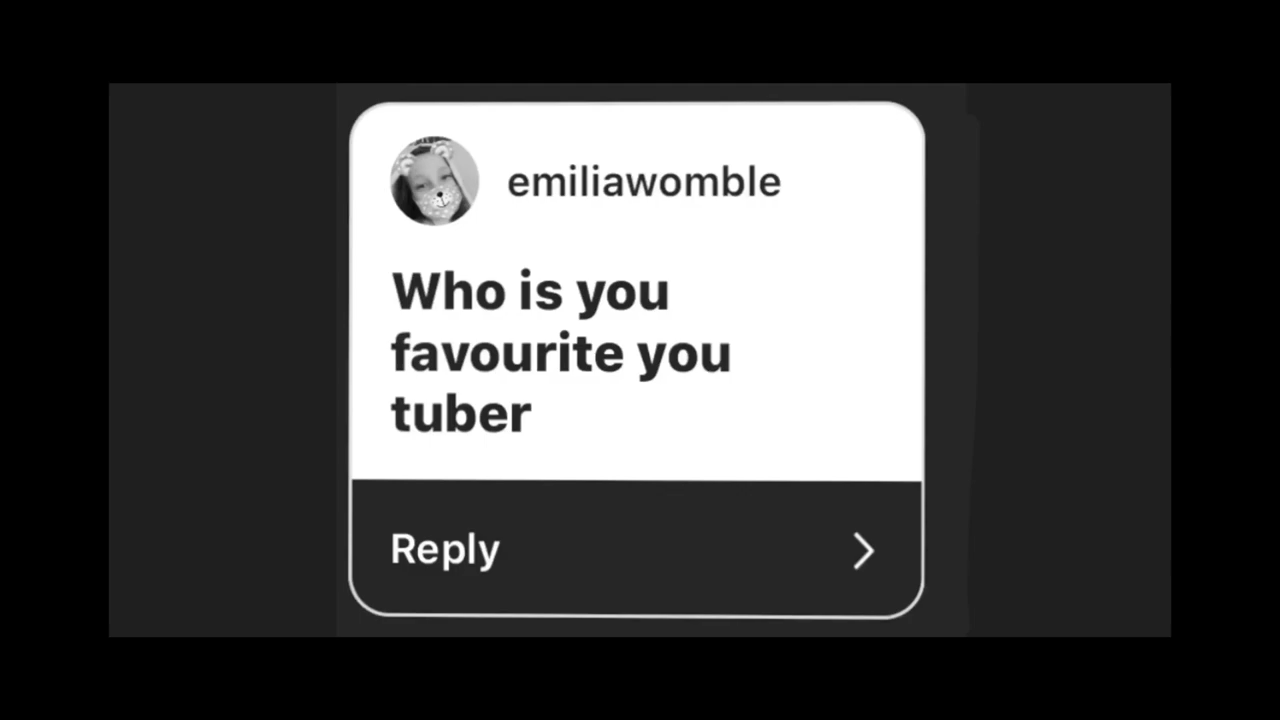 emiliawomble
Who is you
favourite you
tuber
Reply